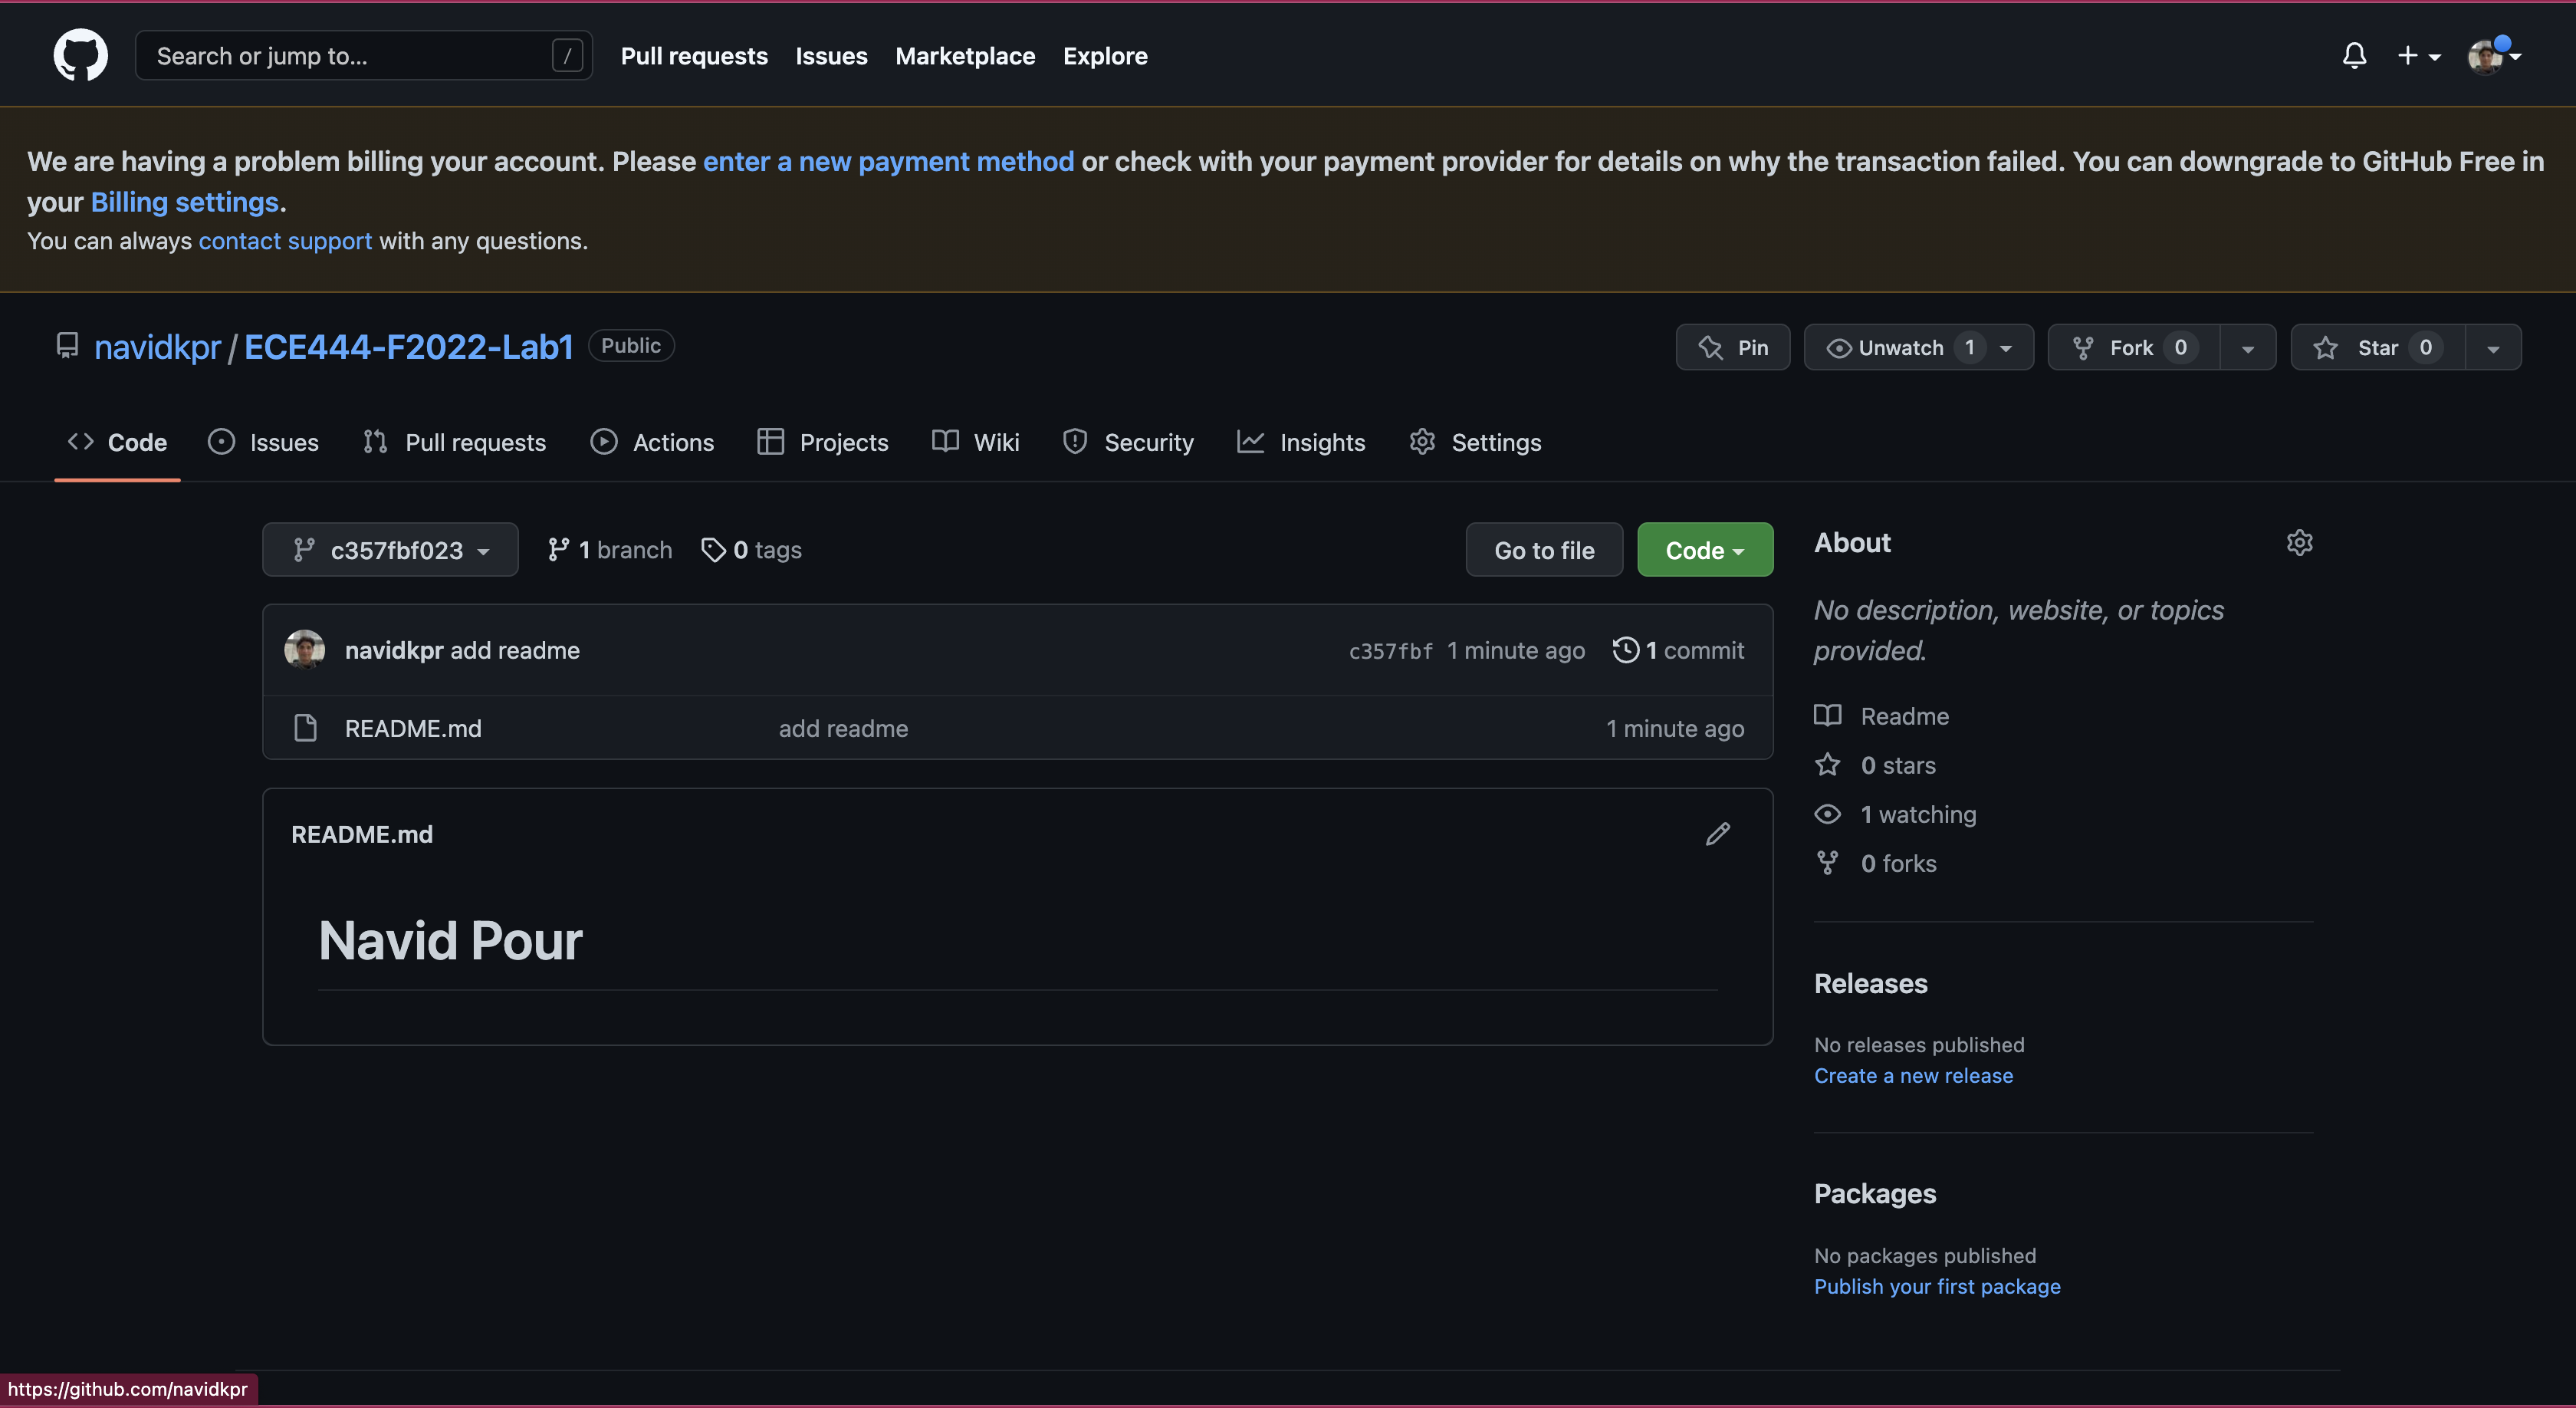 Search or jump to... /
Pull requests Issues Marketplace Explore
We are having a problem billing your account. Please enter a new payment method or check with your payment provider for details on why the transaction failed. You can downgrade to GitHub Free in
your Billing settings.
You can always contact support with any questions.
navidkpr / ECE444-F2022-Lab1 Public
Pin Unwatch 1 Fork 0 Star 0
Code Issues Pull requests Actions Projects Wiki Security Insights Settings
c357fbf023 1 branch 0 tags Go to file Code
navidkpr add readme c357fbf 1 minute ago 1 commit
README.md add readme 1 minute ago
README.md
Navid Pour
About
No description, website, or topics
provided.
Readme
0 stars
1 watching
0 forks
Releases
No releases published
Create a new release
Packages
No packages published
Publish your first package
https://github.com/navidkpr